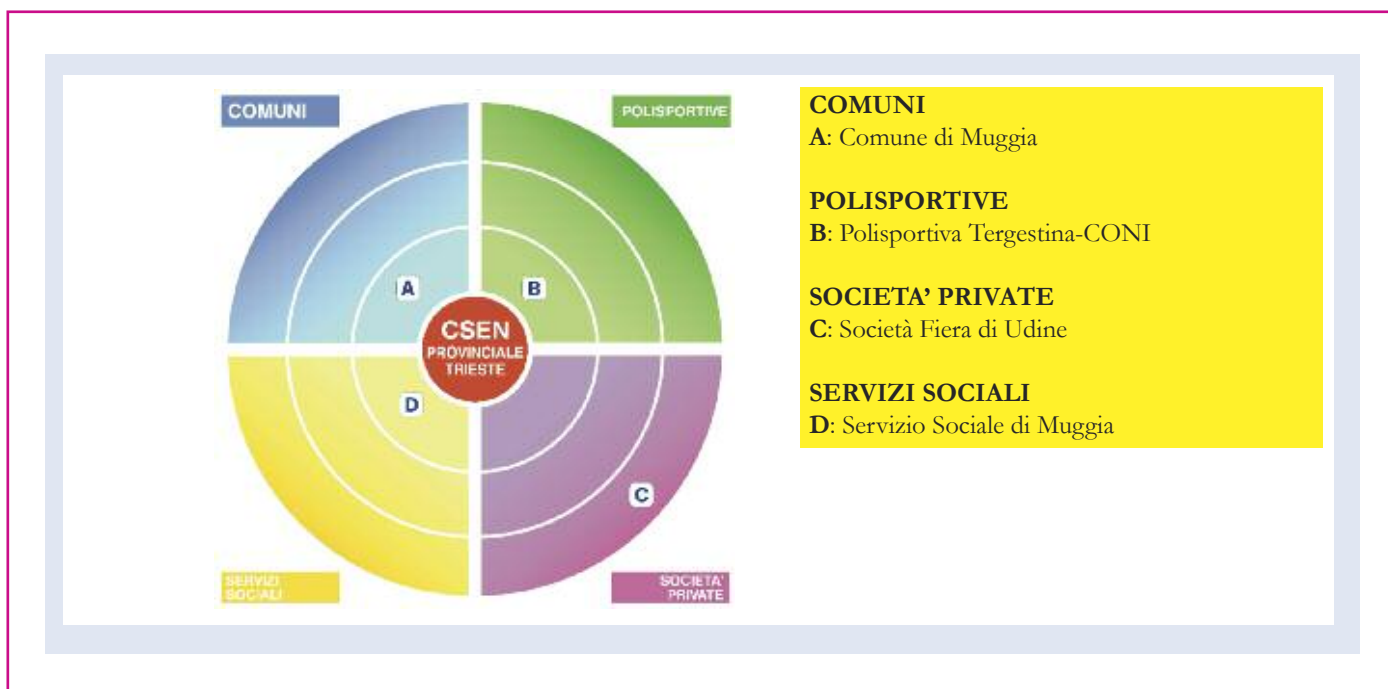 COMUNI
POLISPORTIVE
A
B
CSEN
PROVINCIALE
TRIESTE
D
C
SERVIZI
SOCIALI
SOCIETA'
PRIVATE
COMUNI
A: Comune di Muggia
POLISPORTIVE
B: Polisportiva Tergestina-CONI
SOCIETA’ PRIVATE
C: Società Fiera di Udine
SERVIZI SOCIALI
D: Servizio Sociale di Muggia